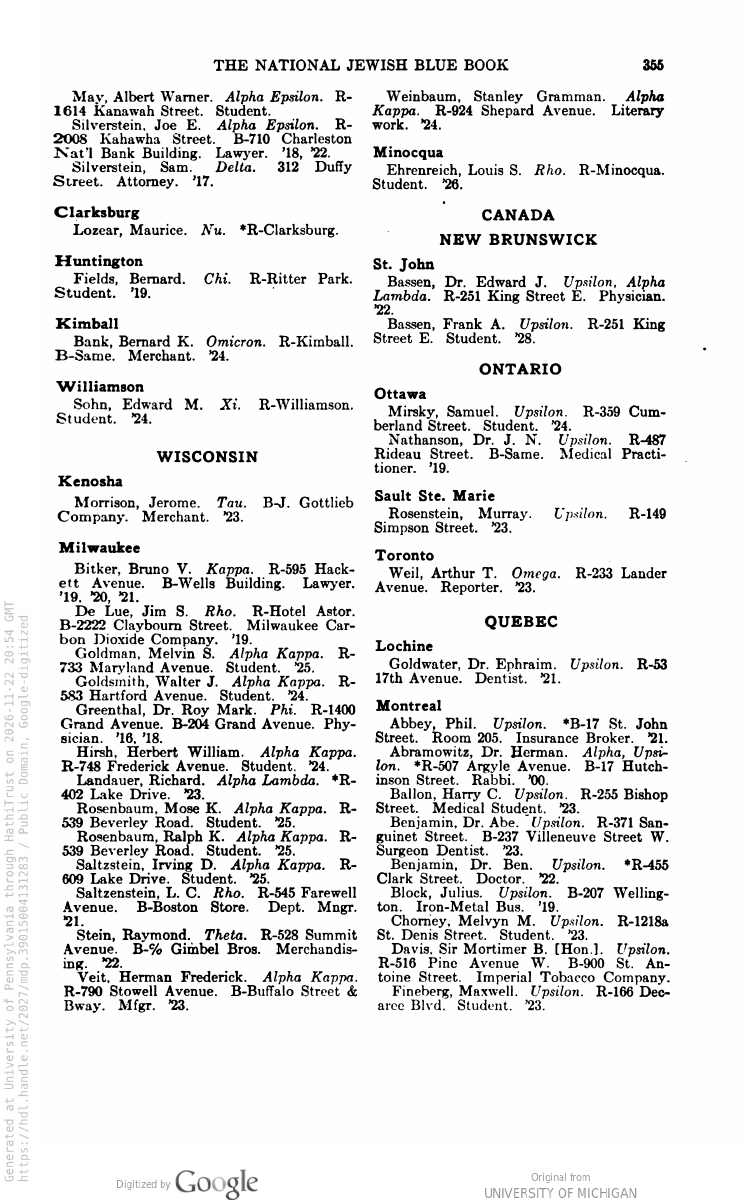 THE NATIONAL JEWISH BLUE BOOK 355
May, Albert Warner. Alpha Epsilon. R-
1614 Kanawah Street. Student.
Silverstein, Joe E. Alpha Epsilon. R-
2008 Kahawha Street. B-710 Charleston
Nat'l Bank Building. Lawyer. '18, '22.
Silverstein, Sam. Delta. 312 Duffy
Street. Attorney. '17.
Clarksburg
Lozear, Maurice. Nu. *R-Clarksburg.
Huntington
Fields, Bernard. Chi. R-Ritter Park.
Student. '19.
Kimball
Bank, Bernard K. Omicron. R-Kimball.
B-Same. Merchant. '24.
Williamson
Sohn, Edward M. Xi. R-Williamson.
Student. '24.
WISCONSIN
Kenosha
Morrison, Jerome. Tau. B-J. Gottlieb
Company. Merchant. '23.
Milwaukee
Bitker, Bruno V. Kappa. R-595 Hack-
ett Avenue. B-Wells Building. Lawyer.
'19, '20, '21.
De Lue, Jim S. Rho. R-Hotel Astor.
B-2222 Claybourn Street. Milwaukee Car-
bon Dioxide Company. '19.
Goldman, Melvin S. Alpha Kappa. R-
733 Maryland Avenue. Student. '25.
Goldsmith, Walter J. Alpha Kappa. R-
583 Hartford Avenue. Student. '24.
Greenthal, Dr. Roy Mark. Phi. R-1400
Grand Avenue. B-204 Grand Avenue. Phy-
sician. '16, '18.
Hirsh, Herbert William. Alpha Kappa.
R-748 Frederick Avenue. Student. '24.
Landauer, Richard. Alpha Lambda. *R-
402 Lake Drive. '23.
Rosenbaum, Mose K. Alpha Kappa. R-
539 Beverley Road. Student. '25.
Rosenbaum, Ralph K. Alpha Kappa. R-
539 Beverley Road. Student. '25.
Saltzstein, Irving D. Alpha Kappa. R-
609 Lake Drive. Student. '25.
Saltzenstein, L. C. Rho. R-545 Farewell
Avenue. B-Boston Store. Dept. Mngr.
'21.
Stein, Raymond. Theta. R-528 Summit
Avenue. B-% Gimbel Bros. Merchandis-
ing. '22.
Veit, Herman Frederick. Alpha Kappa.
R-790 Stowell Avenue. B-Buffalo Street &
Bway. Mfgr. '23.
Weinbaum, Stanley Gramman. Alpha
Kappa. R-924 Shepard Avenue. Literary
work. '24.
Minocqua
Ehrenreich, Louis S. Rho. R-Minocqua.
Student. '26.
CANADA
NEW BRUNSWICK
St. John
Bassen, Dr. Edward J. Upsilon, Alpha
Lambda. R-251 King Street E. Physician.
'22.
Bassen, Frank A. Upsilon. R-251 King
Street E. Student. '28.
ONTARIO
Ottawa
Mirsky, Samuel. Upsilon. R-359 Cum-
berland Street. Student. '24.
Nathanson, Dr. J. N. Upsilon. R-487
Rideau Street. B-Same. Medical Practi-
tioner. '19.
Sault Ste. Marie
Rosenstein, Murray. Upsilon. R-149
Simpson Street. '23.
Toronto
Weil, Arthur T. Omega. R-233 Lander
Avenue. Reporter. '23.
QUEBEC
Lochine
Goldwater, Dr. Ephraim. Upsilon. R-53
17th Avenue. Dentist. '21.
Montreal
Abbey, Phil. Upsilon. *B-17 St. John
Street. Room 205. Insurance Broker. '21.
Abramowitz, Dr. Herman. Alpha, Upsi-
lon. *R-507 Argyle Avenue. B-17 Hutch-
inson Street. Rabbi. '00.
Ballon, Harry C. Upsilon. R-255 Bishop
Street. Medical Student. '23.
Benjamin, Dr. Abe. Upsilon. R-371 San-
guinet Street. B-237 Villeneuve Street W.
Surgeon Dentist. '23.
Benjamin, Dr. Ben. Upsilon. *R-455
Clark Street. Doctor. '22.
Block, Julius. Upsilon. B-207 Welling-
ton. Iron-Metal Bus. '19.
Chorney, Melvyn M. Upsilon. R-1218a
St. Denis Street. Student. '23.
Davis, Sir Mortimer B. [Hon.]. Upsilon.
R-516 Pine Avenue W. B-900 St. An-
toine Street. Imperial Tobacco Company.
Fineberg, Maxwell. Upsilon. R-166 Dec-
arce Blvd. Student. '23.
Generated at University of Pennsylvania through HathiTrust on 2026-11-22 20:54 GMT
https://hdl.handle.net/2027/mdp.39015004131283 / Public Domain, Google-digitized
Digitized by Google
Original from
UNIVERSITY OF MICHIGAN